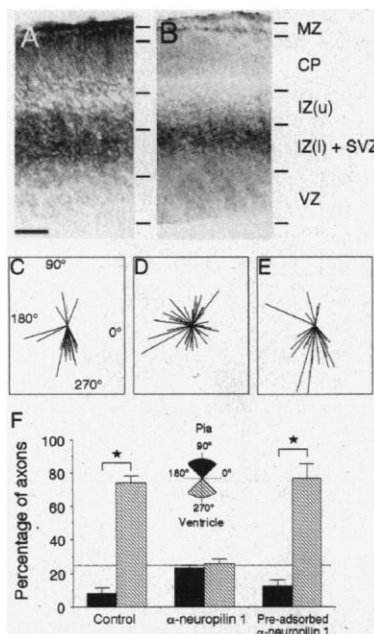 A
B
MZ
CP
IZ(u)
IZ(l) + SVZ
VZ
C
90°
180°
0°
270°
D
E
F
Percentage of axons
100
80
60
40
20
0
★
★
Pia
90°
180°
0°
270°
Ventricle
Control
α-neuropilin 1
Pre-adsorbed
α-neuropilin 1